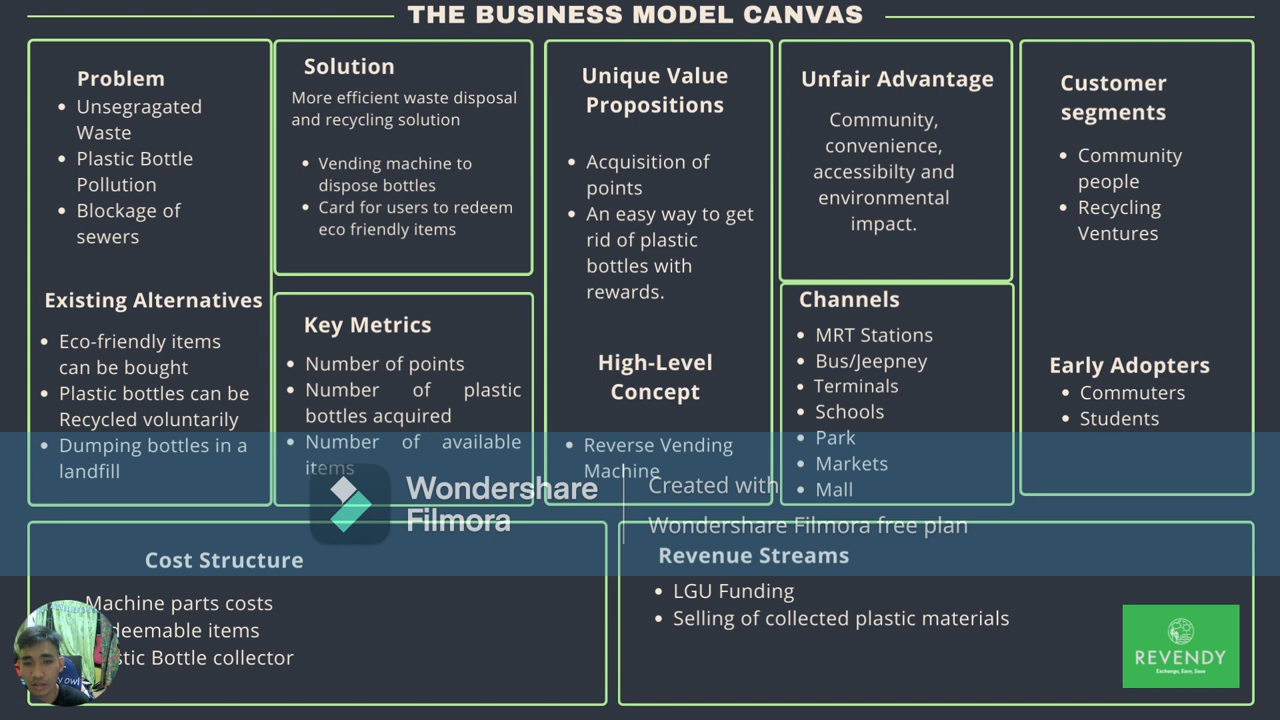 THE BUSINESS MODEL CANVAS
Problem
• Unsegragated
Waste
• Plastic Bottle
Pollution
• Blockage of
sewers
Existing Alternatives
• Eco-friendly items
can be bought
• Plastic bottles can be
Recycled voluntarily
• Dumping bottles in a
landfill
Solution
More efficient waste disposal
and recycling solution
• Vending machine to
dispose bottles
• Card for users to redeem
eco friendly items
Key Metrics
• Number of points
• Number of plastic
bottles acquired
• Number of available
items
Unique Value
Propositions
• Acquisition of
points
• An easy way to get
rid of plastic
bottles with
rewards.
High-Level
Concept
• Reverse Vending
Machine
Unfair Advantage
Community,
convenience,
accessibilty and
environmental
impact.
Channels
• MRT Stations
• Bus/Jeepney
• Terminals
• Schools
• Park
• Markets
• Mall
Customer
segments
• Community
people
• Recycling
Ventures
Early Adopters
• Commuters
• Students
Wondershare
Filmora
Created with
Wondershare Filmora free plan
Cost Structure
Machine parts costs
items
Bottle collector
Revenue Streams
• LGU Funding
• Selling of collected plastic materials
REVENDY
Exchange, Earn, Save